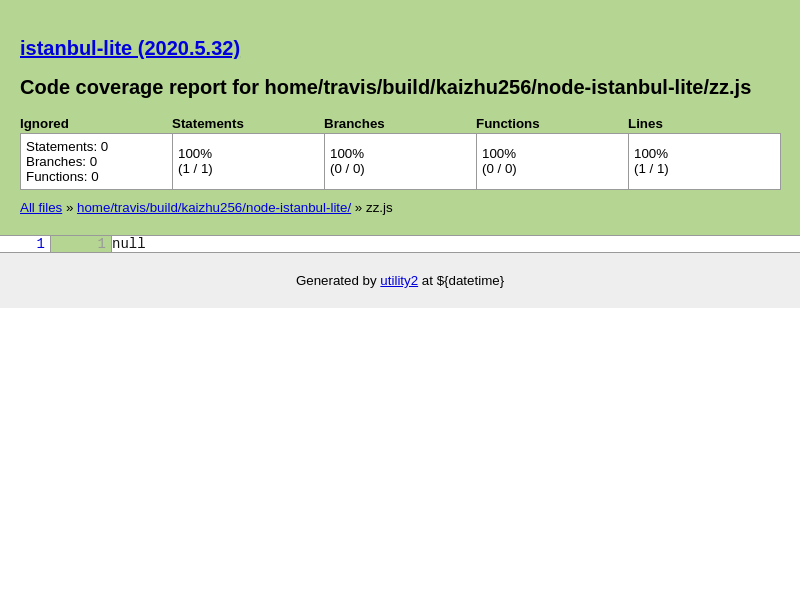 istanbul-lite (2020.5.32)
Code coverage report for home/travis/build/kaizhu256/node-istanbul-lite/zz.js
Ignored Statements Branches Functions Lines
Statements: 0
Branches: 0
Functions: 0
100%
(1 / 1)
100%
(0 / 0)
100%
(0 / 0)
100%
(1 / 1)
All files » home/travis/build/kaizhu256/node-istanbul-lite/ » zz.js
1 1 null
Generated by utility2 at ${datetime}